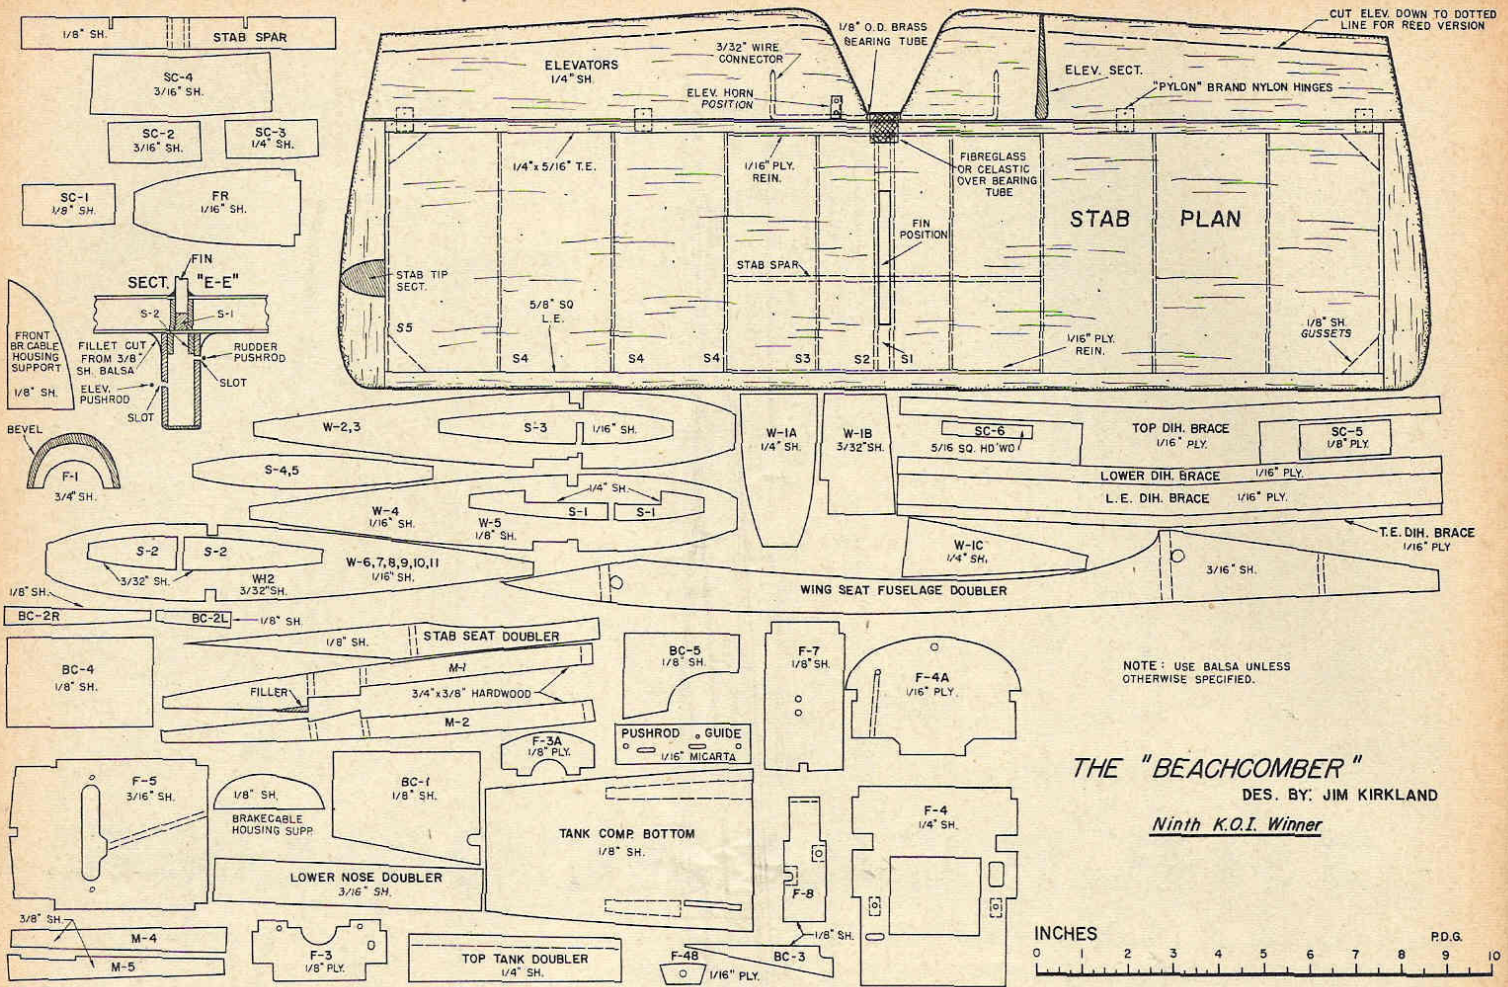 1/8" SH.
STAB SPAR
SC-4
3/16" SH.
SC-2
3/16" SH.
SC-3
1/4" SH.
SC-1
1/8" SH.
FR
1/16" SH.
CUT ELEV. DOWN TO DOTTED
LINE FOR REED VERSION
1/8" O.D. BRASS
BEARING TUBE
3/32" WIRE
CONNECTOR
ELEVATORS
1/4" SH.
ELEV. HORN
POSITION
ELEV. SECT.
"PYLON" BRAND NYLON HINGES
1/4" x 5/16" T.E.
1/16" PLY.
REIN.
FIBREGLASS
OR CELASTIC
OVER BEARING
TUBE
STAB PLAN
FIN
POSITION
STAB SPAR
STAB TIP
SECT.
5/8" SQ
L.E.
S5
S4
S4
S4
S3
S2
S1
1/16" PLY.
REIN.
1/8" SH.
GUSSETS
FIN
SECT. "E-E"
S-2
S-1
FILLET CUT
FROM 3/8"
SH. BALSA
RUDDER
PUSHROD
ELEV.
PUSHROD
SLOT
SLOT
FRONT
BR.CABLE
HOUSING
SUPPORT
1/8" SH.
BEVEL
F-1
3/4" SH.
W-2,3
S-3
1/16" SH.
S-4,5
W-4
1/16" SH.
W-5
1/8" SH.
1/4" SH.
S-1
S-1
W-1A
1/4" SH.
W-1B
3/32" SH.
SC-6
5/16 SQ. HD'WD
TOP DIH. BRACE
1/16" PLY.
SC-5
1/8" PLY.
LOWER DIH. BRACE 1/16" PLY.
L.E. DIH. BRACE 1/16" PLY.
T.E. DIH. BRACE
1/16" PLY
W-1C
1/4" SH.
S-2
S-2
3/32" SH.
W-6,7,8,9,10,11
1/16" SH.
W12
3/32" SH.
WING SEAT FUSELAGE DOUBLER
3/16" SH.
1/8" SH.
BC-2R
BC-2L
1/8" SH.
1/8" SH.
STAB SEAT DOUBLER
BC-4
1/8" SH.
M-1
FILLER
3/4" x 3/8" HARDWOOD
M-2
BC-5
1/8" SH.
F-7
1/8" SH.
F-4A
1/16" PLY.
NOTE: USE BALSA UNLESS
OTHERWISE SPECIFIED.
F-3A
1/8" PLY.
PUSHROD GUIDE
1/16" MICARTA
F-5
3/16" SH.
1/8" SH.
BRAKECABLE
HOUSING SUPP.
BC-1
1/8" SH.
TANK COMP. BOTTOM
1/8" SH.
F-8
F-4
1/4" SH.
THE "BEACHCOMBER"
DES. BY: JIM KIRKLAND
Ninth K.O.I. Winner
LOWER NOSE DOUBLER
3/16" SH.
3/8" SH.
M-4
M-5
F-3
1/8" PLY.
TOP TANK DOUBLER
1/4" SH.
F-4B
1/16" PLY.
BC-3
1/8" SH.
INCHES
P.D.G.
0 1 2 3 4 5 6 7 8 9 10